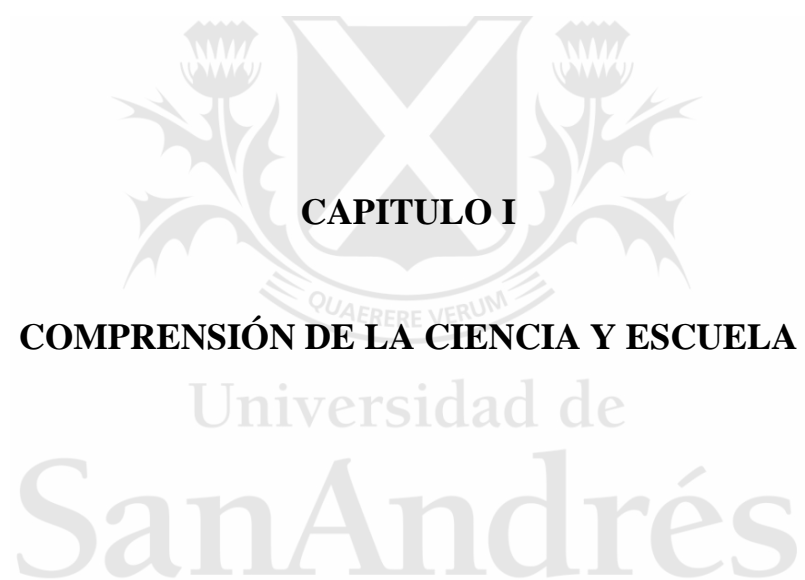 CAPITULO I
QUAERERE VERUM
COMPRENSIÓN DE LA CIENCIA Y ESCUELA
Universidad de
SanAndrés